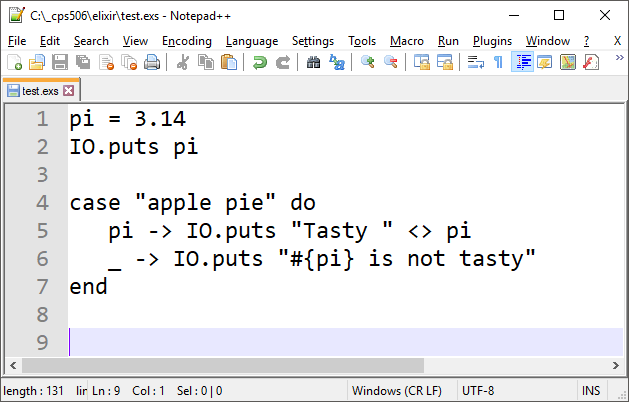 C:\_cps506\elixir\test.exs - Notepad++
File Edit Search View Encoding Language Settings Tools Macro Run Plugins Window ? X
test.exs
1 pi = 3.14
2 IO.puts pi
3
4 case "apple pie" do
5    pi -> IO.puts "Tasty " <> pi
6    _ -> IO.puts "#{pi} is not tasty"
7 end
8
9
length : 131 lin Ln : 9 Col : 1 Sel : 0 | 0 Windows (CR LF) UTF-8 INS